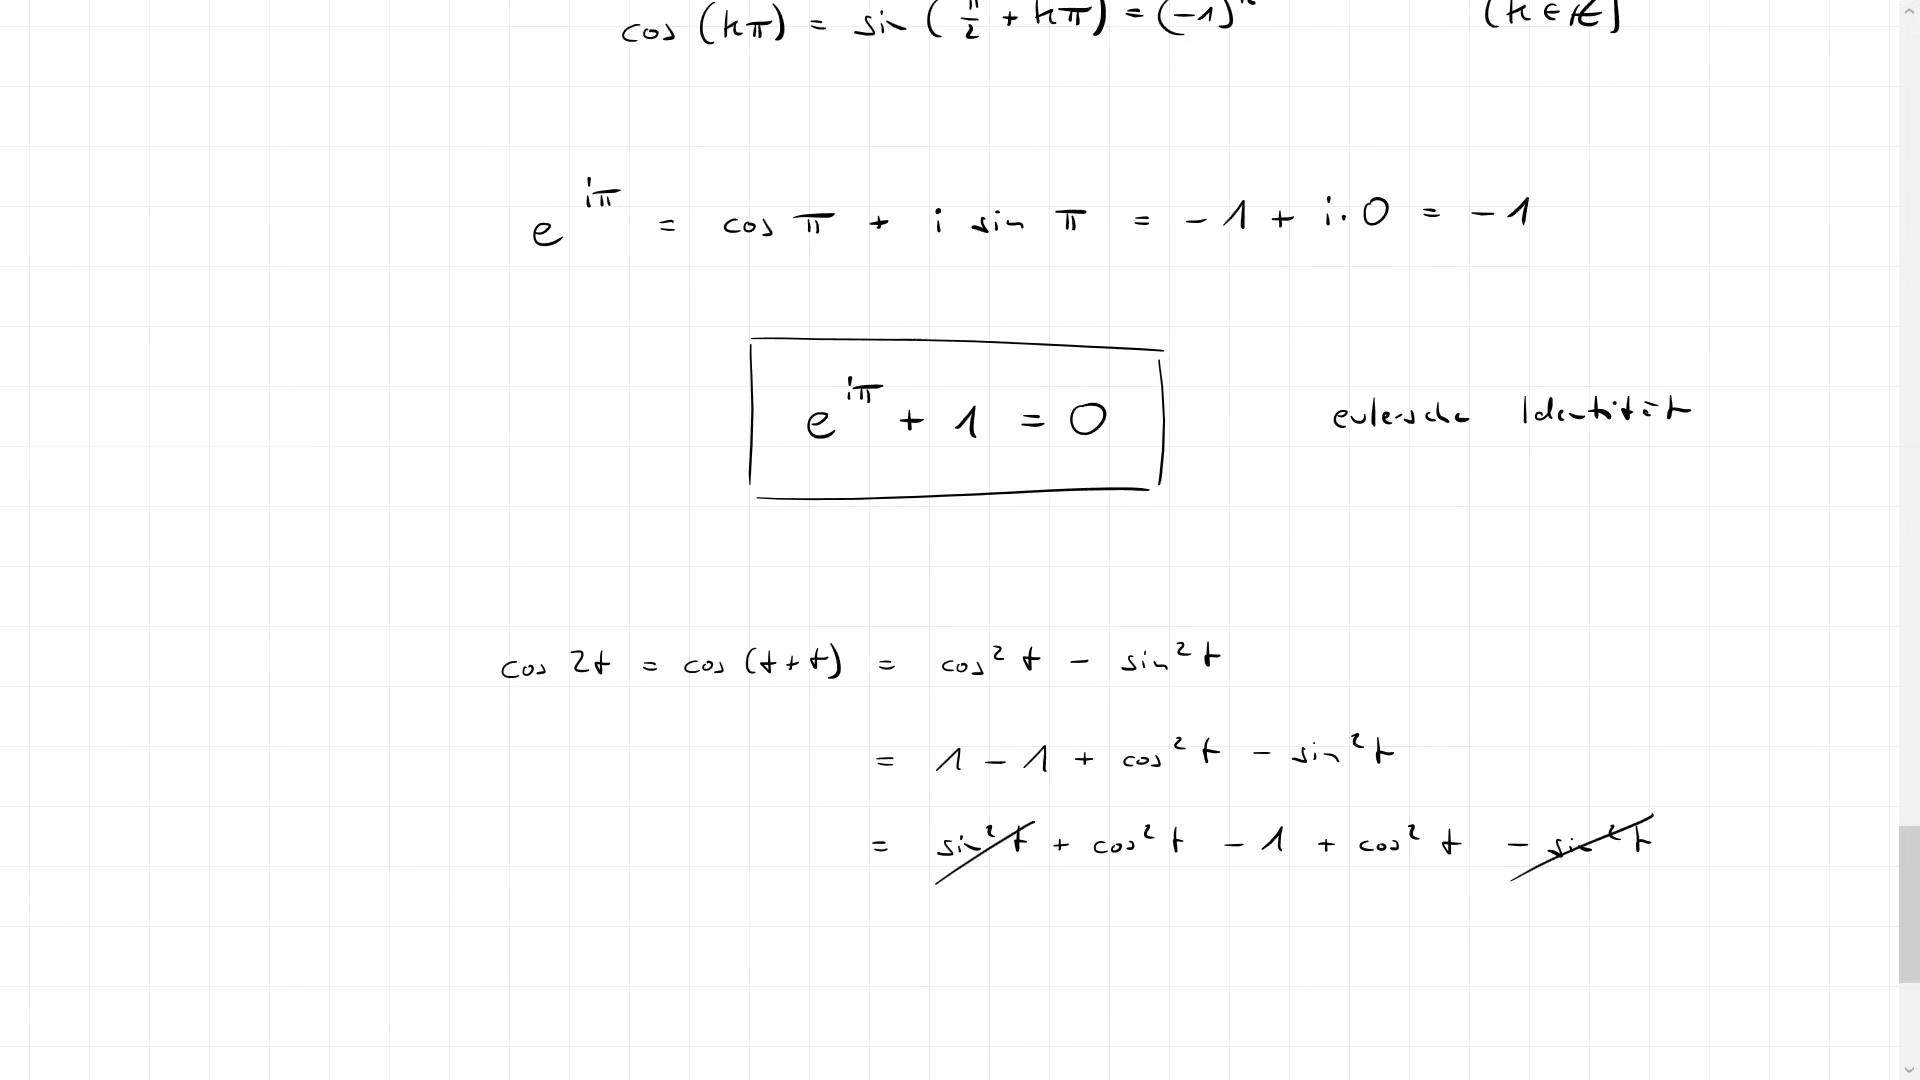 cos (kπ) = sin (π/2 + kπ) = (-1)^k (k ∈ ℤ)
e^{iπ} = cos π + i sin π = -1 + i·0 = -1
e^{iπ} + 1 = 0 eulersche Identität
cos 2t = cos (t+t) = cos² t - sin² t
= 1 - 1 + cos² t - sin² t
= sin² t + cos² t - 1 + cos² t - sin² t